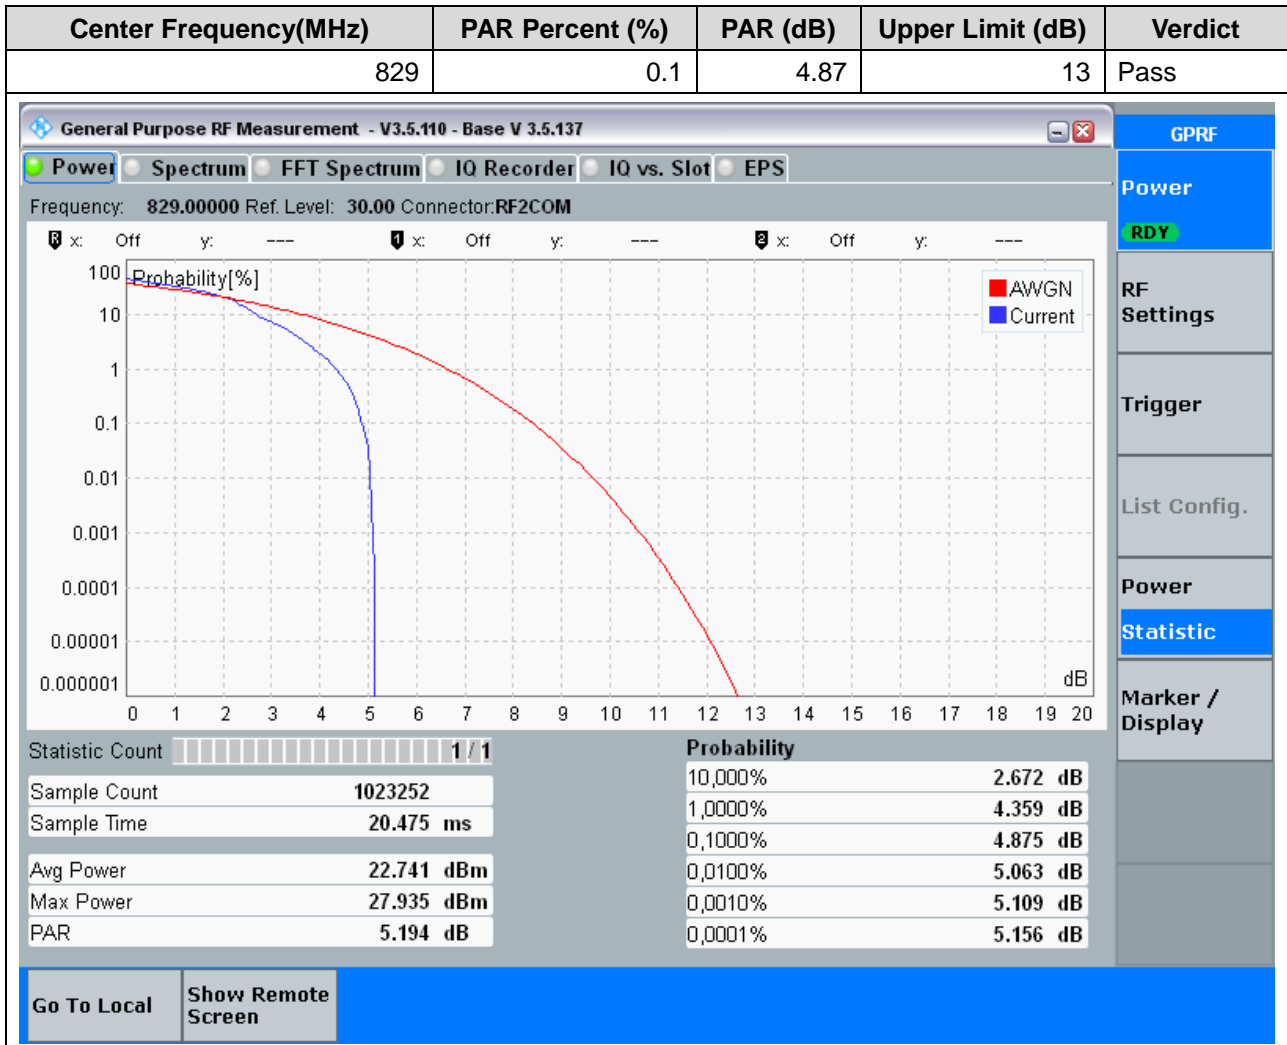 Center Frequency(MHz) PAR Percent (%) PAR (dB) Upper Limit (dB) Verdict
829 0.1 4.87 13 Pass
General Purpose RF Measurement - V3.5.110 - Base V 3.5.137
GPRF
Power Spectrum FFT Spectrum IQ Recorder IQ vs. Slot EPS
Frequency: 829.00000 Ref. Level: 30.00 Connector:RF2COM
R x: Off y: --- 1 x: Off y: --- 2 x: Off y: ---
Probability[%]
AWGN
Current
100
10
1
0.1
0.01
0.001
0.0001
0.00001
0.000001
dB
0 1 2 3 4 5 6 7 8 9 10 11 12 13 14 15 16 17 18 19 20
Statistic Count 1 / 1
Sample Count 1023252
Sample Time 20.475 ms
Avg Power 22.741 dBm
Max Power 27.935 dBm
PAR 5.194 dB
Probability
10,000% 2.672 dB
1,0000% 4.359 dB
0,1000% 4.875 dB
0,0100% 5.063 dB
0,0010% 5.109 dB
0,0001% 5.156 dB
Power
RDY
RF
Settings
Trigger
List Config.
Power
Statistic
Marker /
Display
Go To Local
Show Remote
Screen